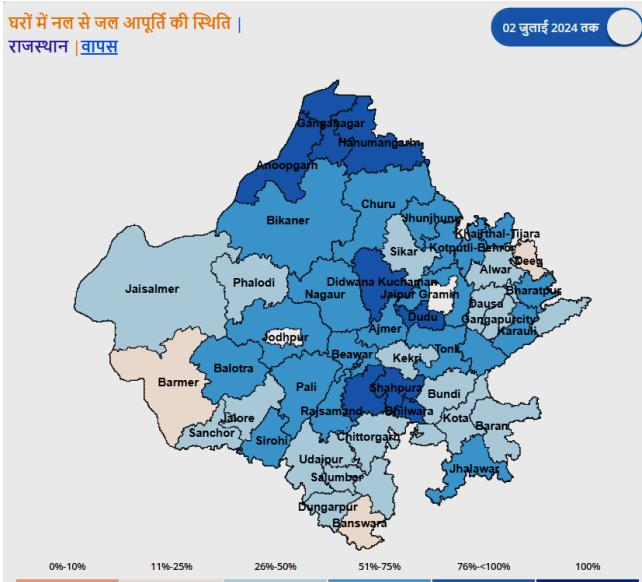 घरों में नल से जल आपूर्ति की स्थिति |
राजस्थान | वापस
02 जुलाई 2024 तक
Ganganagar
Hanumangarh
Anoopgarh
Churu
Bikaner
Jhunjhunu
Khairthal-Tijara
Sikar
Kotputli-Behror
Deeg
Alwar
Jaisalmer
Phalodi
Didwana Kuchaman
Nagaur
Jaipur Gramin
Bharatpur
Dausa
Dudu
Gangapurcity
Ajmer
Karauli
Jodhpur
Beawar
Kekri
Tonk
Balotra
Barmer
Pali
Shahpura
Bundi
Rajsamand
Bhilwara
Jalore
Kota
Baran
Sanchor
Sirohi
Chittorgarh
Udaipur
Jhalawar
Salumbar
Dungarpur
Banswara
0%-10% 11%-25% 26%-50% 51%-75% 76%-<100% 100%